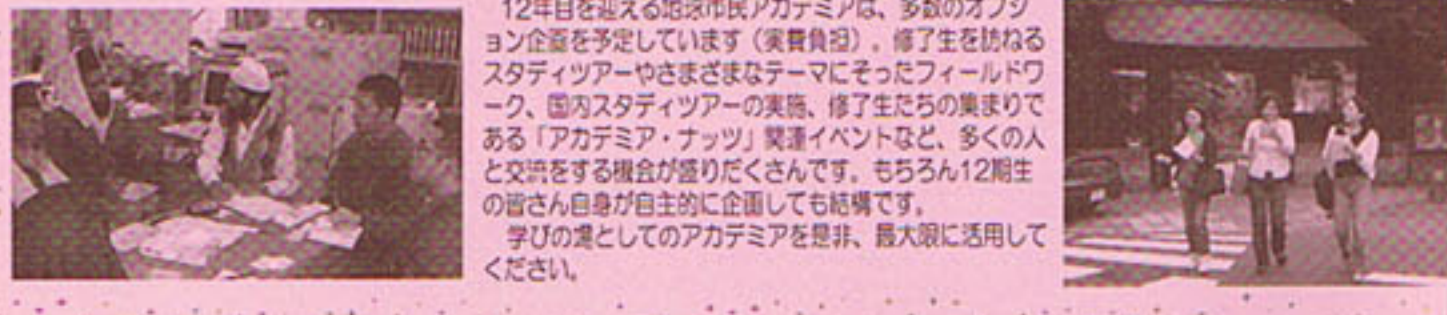 12年目を迎える地球市民アカデミアは、多数のオプシ
ョン企画を予定しています（実費負担）。修了生を訪ねる
スタディツアーやさまざまなテーマにそったフィールドワ
ーク、国内スタディツアーの実施、修了生たちの集まりで
ある「アカデミア・ナッツ」関連イベントなど、多くの人
と交流をする機会が盛りだくさんです。もちろん12期生
の皆さん自身が自主的に企画しても結構です。
学びの場としてのアカデミアを是非、最大限に活用して
ください。